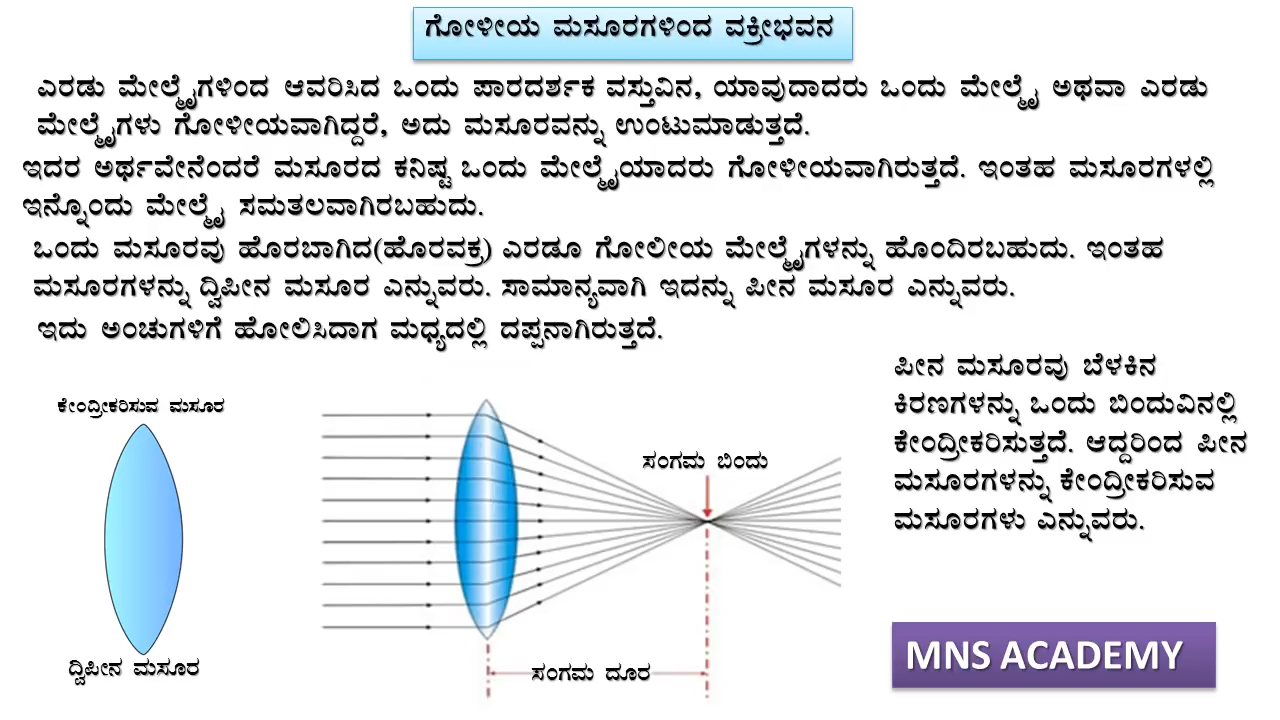 ಗೋಳೀಯ ಮಸೂರಗಳಿಂದ ವಕ್ರೀಭವನ
ಎರಡು ಮೇಲ್ಮೈಗಳಿಂದ ಆವರಿಸಿದ ಒಂದು ಪಾರದರ್ಶಕ ವಸ್ತುವಿನ, ಯಾವುದಾದರು ಒಂದು ಮೇಲ್ಮೈ ಅಥವಾ ಎರಡು
ಮೇಲ್ಮೈಗಳು ಗೋಳೀಯವಾಗಿದ್ದರೆ, ಅದು ಮಸೂರವನ್ನು ಉಂಟುಮಾಡುತ್ತದೆ.
ಇದರ ಅರ್ಥವೇನೆಂದರೆ ಮಸೂರದ ಕನಿಷ್ಟ ಒಂದು ಮೇಲ್ಮೈಯಾದರು ಗೋಳೀಯವಾಗಿರುತ್ತದೆ. ಇಂತಹ ಮಸೂರಗಳಲ್ಲಿ
ಇನ್ನೊಂದು ಮೇಲ್ಮೈ ಸಮತಲವಾಗಿರಬಹುದು.
ಒಂದು ಮಸೂರವು ಹೊರಬಾಗಿದ(ಹೊರವಕ್ರ) ಎರಡೂ ಗೋಲೀಯ ಮೇಲ್ಮೈಗಳನ್ನು ಹೊಂದಿರಬಹುದು. ಇಂತಹ
ಮಸೂರಗಳನ್ನು ದ್ವಿಪೀನ ಮಸೂರ ಎನ್ನುವರು. ಸಾಮಾನ್ಯವಾಗಿ ಇದನ್ನು ಪೀನ ಮಸೂರ ಎನ್ನುವರು.
ಇದು ಅಂಚುಗಳಿಗೆ ಹೋಲಿಸಿದಾಗ ಮಧ್ಯದಲ್ಲಿ ದಪ್ಪನಾಗಿರುತ್ತದೆ.
ಪೀನ ಮಸೂರವು ಬೆಳಕಿನ
ಕಿರಣಗಳನ್ನು ಒಂದು ಬಿಂದುವಿನಲ್ಲಿ
ಕೇಂದ್ರೀಕರಿಸುತ್ತದೆ. ಆದ್ದರಿಂದ ಪೀನ
ಮಸೂರಗಳನ್ನು ಕೇಂದ್ರೀಕರಿಸುವ
ಮಸೂರಗಳು ಎನ್ನುವರು.
ಕೇಂದ್ರೀಕರಿಸುವ ಮಸೂರ
ಸಂಗಮ ಬಿಂದು
ದ್ವಿಪೀನ ಮಸೂರ
ಸಂಗಮ ದೂರ
MNS ACADEMY